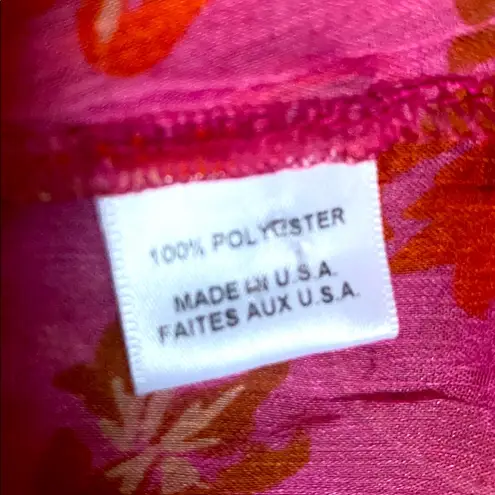 100% POLYESTER
MADE IN U.S.A.
FAITES AUX U.S.A.